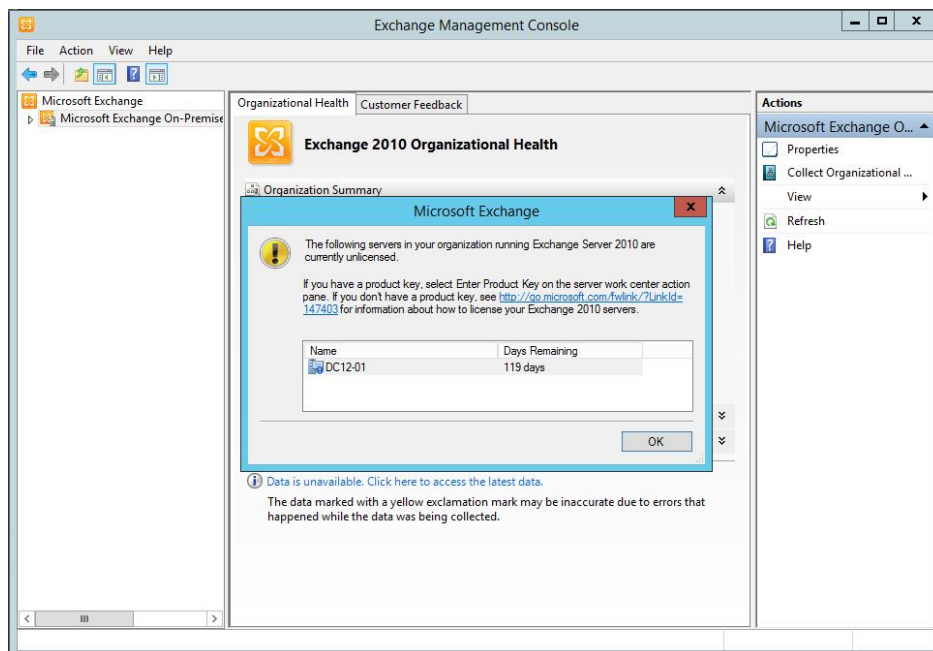 Exchange Management Console
File Action View Help
Microsoft Exchange
Microsoft Exchange On-Premise
Organizational Health
Customer Feedback
Exchange 2010 Organizational Health
Organization Summary
Microsoft Exchange
The following servers in your organization running Exchange Server 2010 are
currently unlicensed.
If you have a product key, select Enter Product Key on the server work center action
pane. If you don't have a product key, see http://go.microsoft.com/fwlink/?LinkId=
147403 for information about how to license your Exchange 2010 servers.
Name Days Remaining
DC12-01 119 days
OK
Data is unavailable. Click here to access the latest data.
The data marked with a yellow exclamation mark may be inaccurate due to errors that
happened while the data was being collected.
Actions
Microsoft Exchange O...
Properties
Collect Organizational ...
View
Refresh
Help